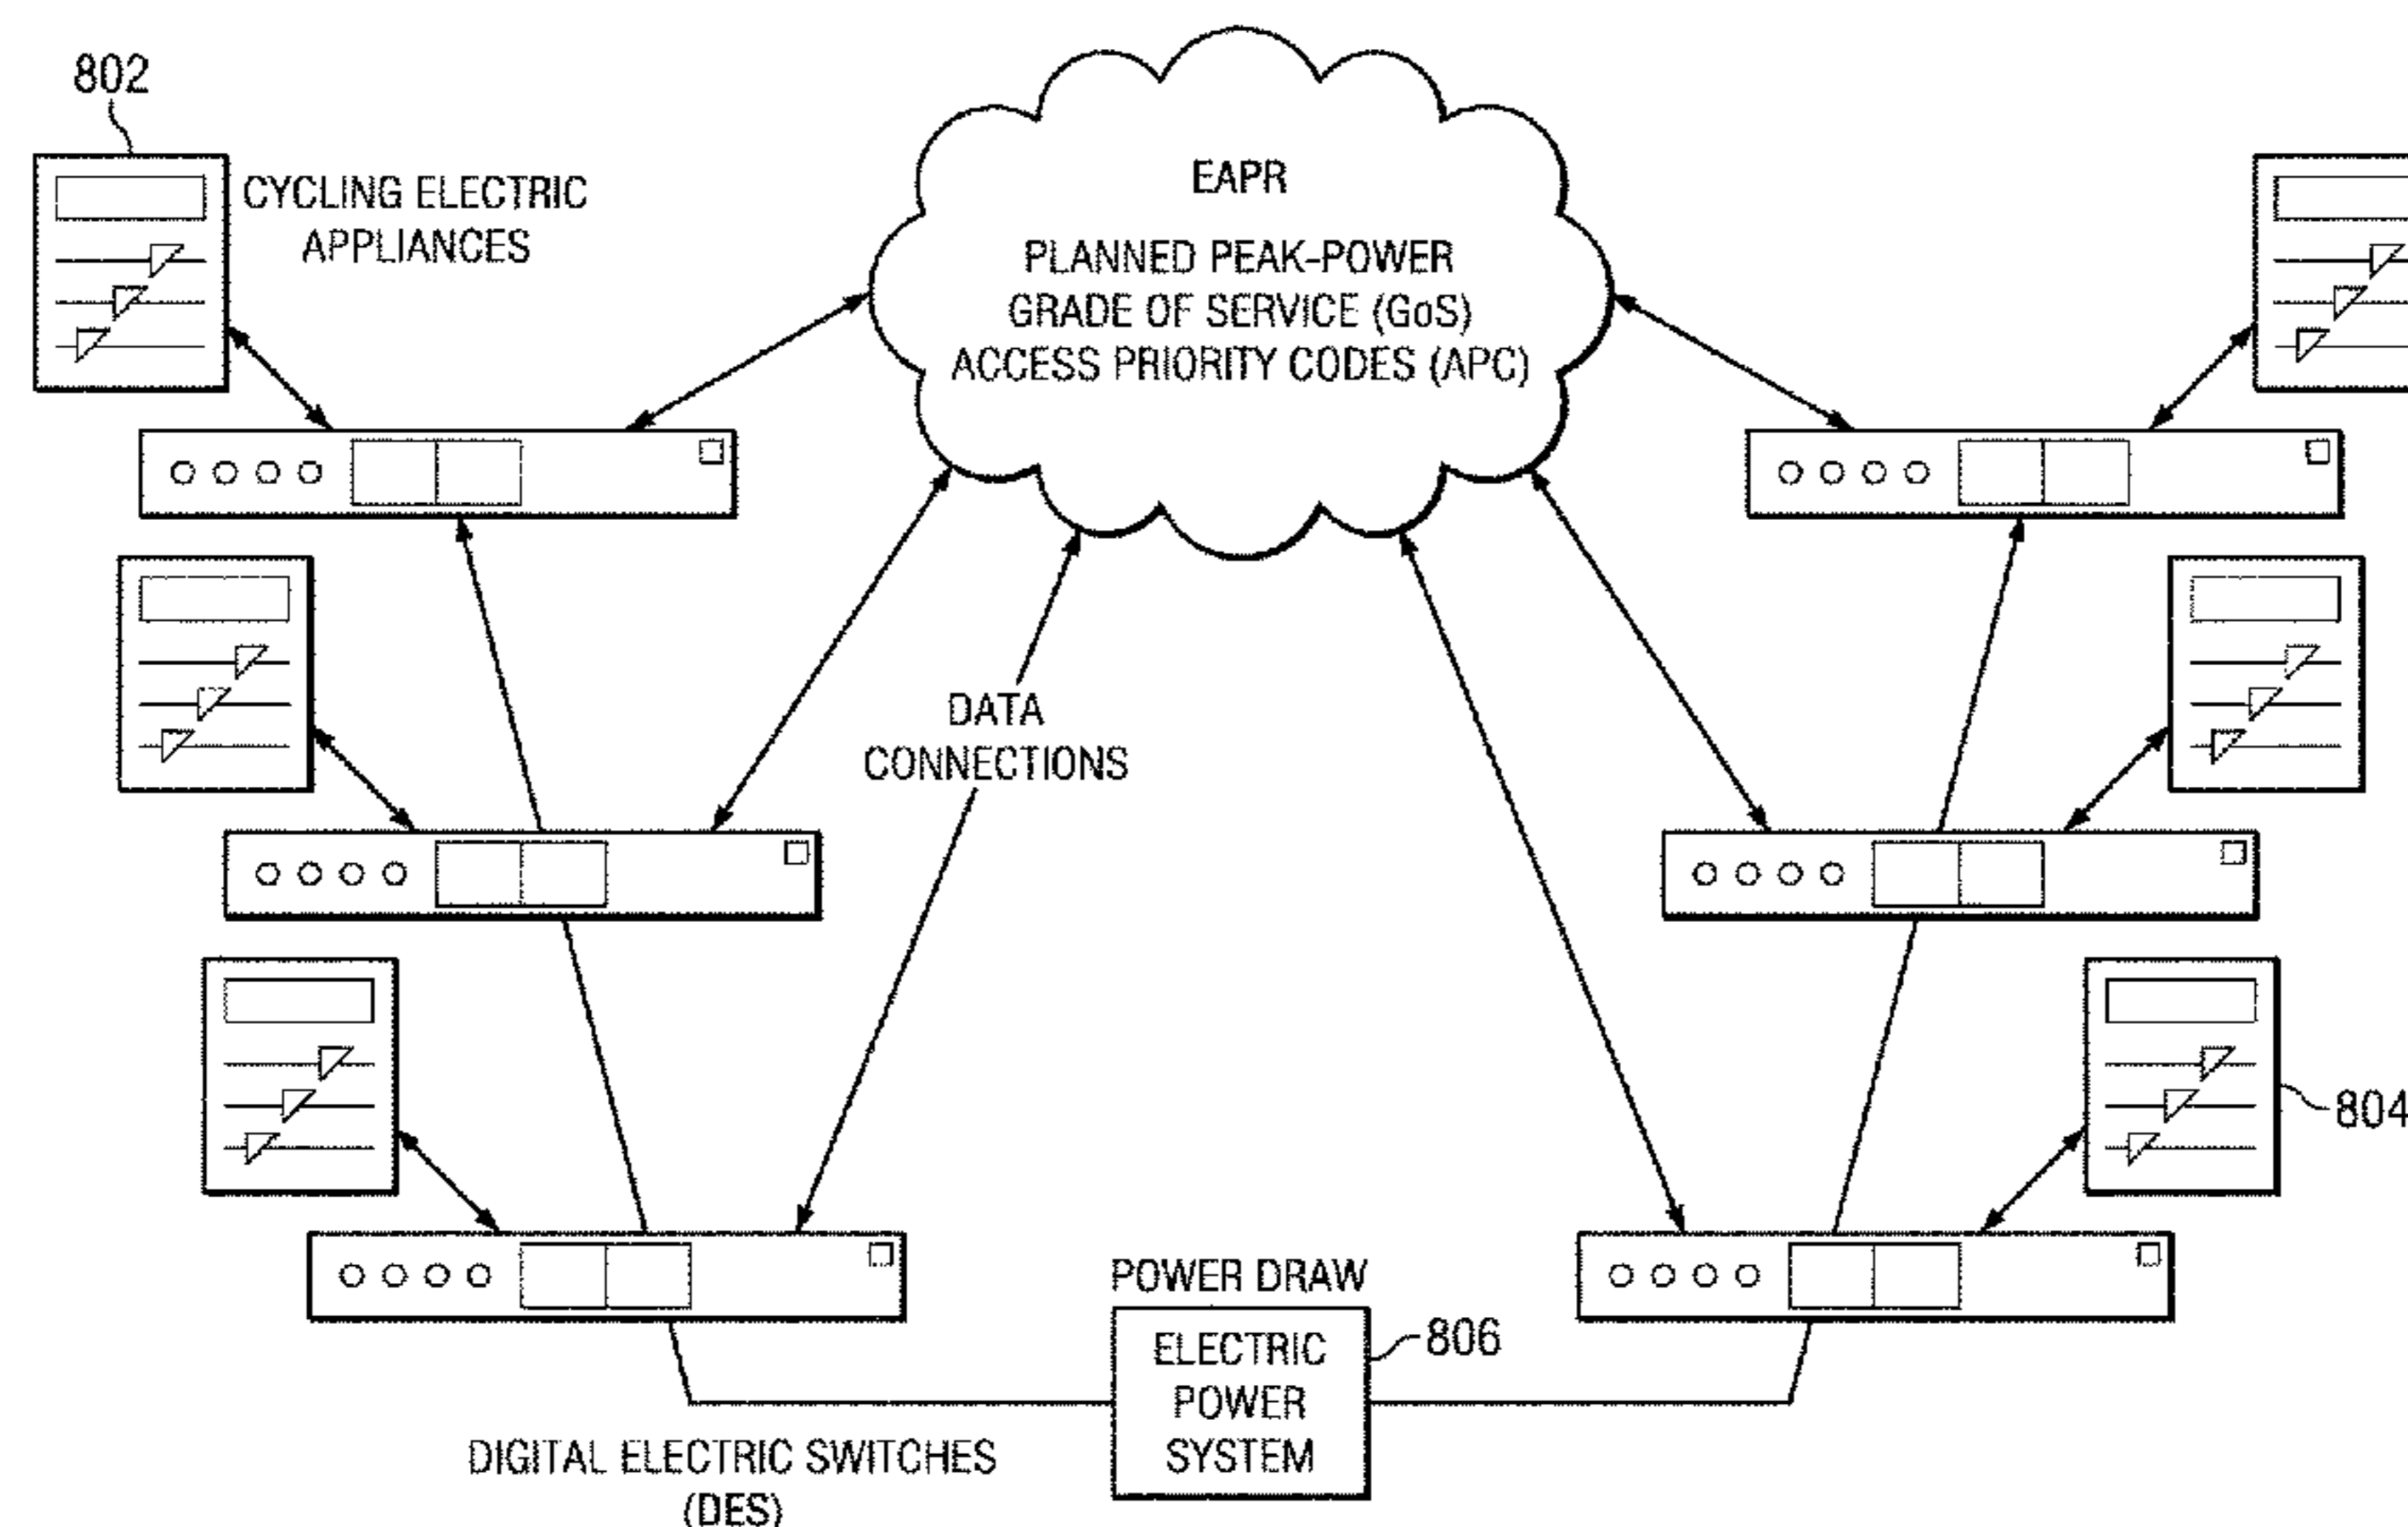 802
CYCLING ELECTRIC
APPLIANCES
EAPR
PLANNED PEAK-POWER
GRADE OF SERVICE (GoS)
ACCESS PRIORITY CODES (APC)
DATA
CONNECTIONS
804
POWER DRAW
ELECTRIC
POWER
SYSTEM
806
DIGITAL ELECTRIC SWITCHES
(DES)